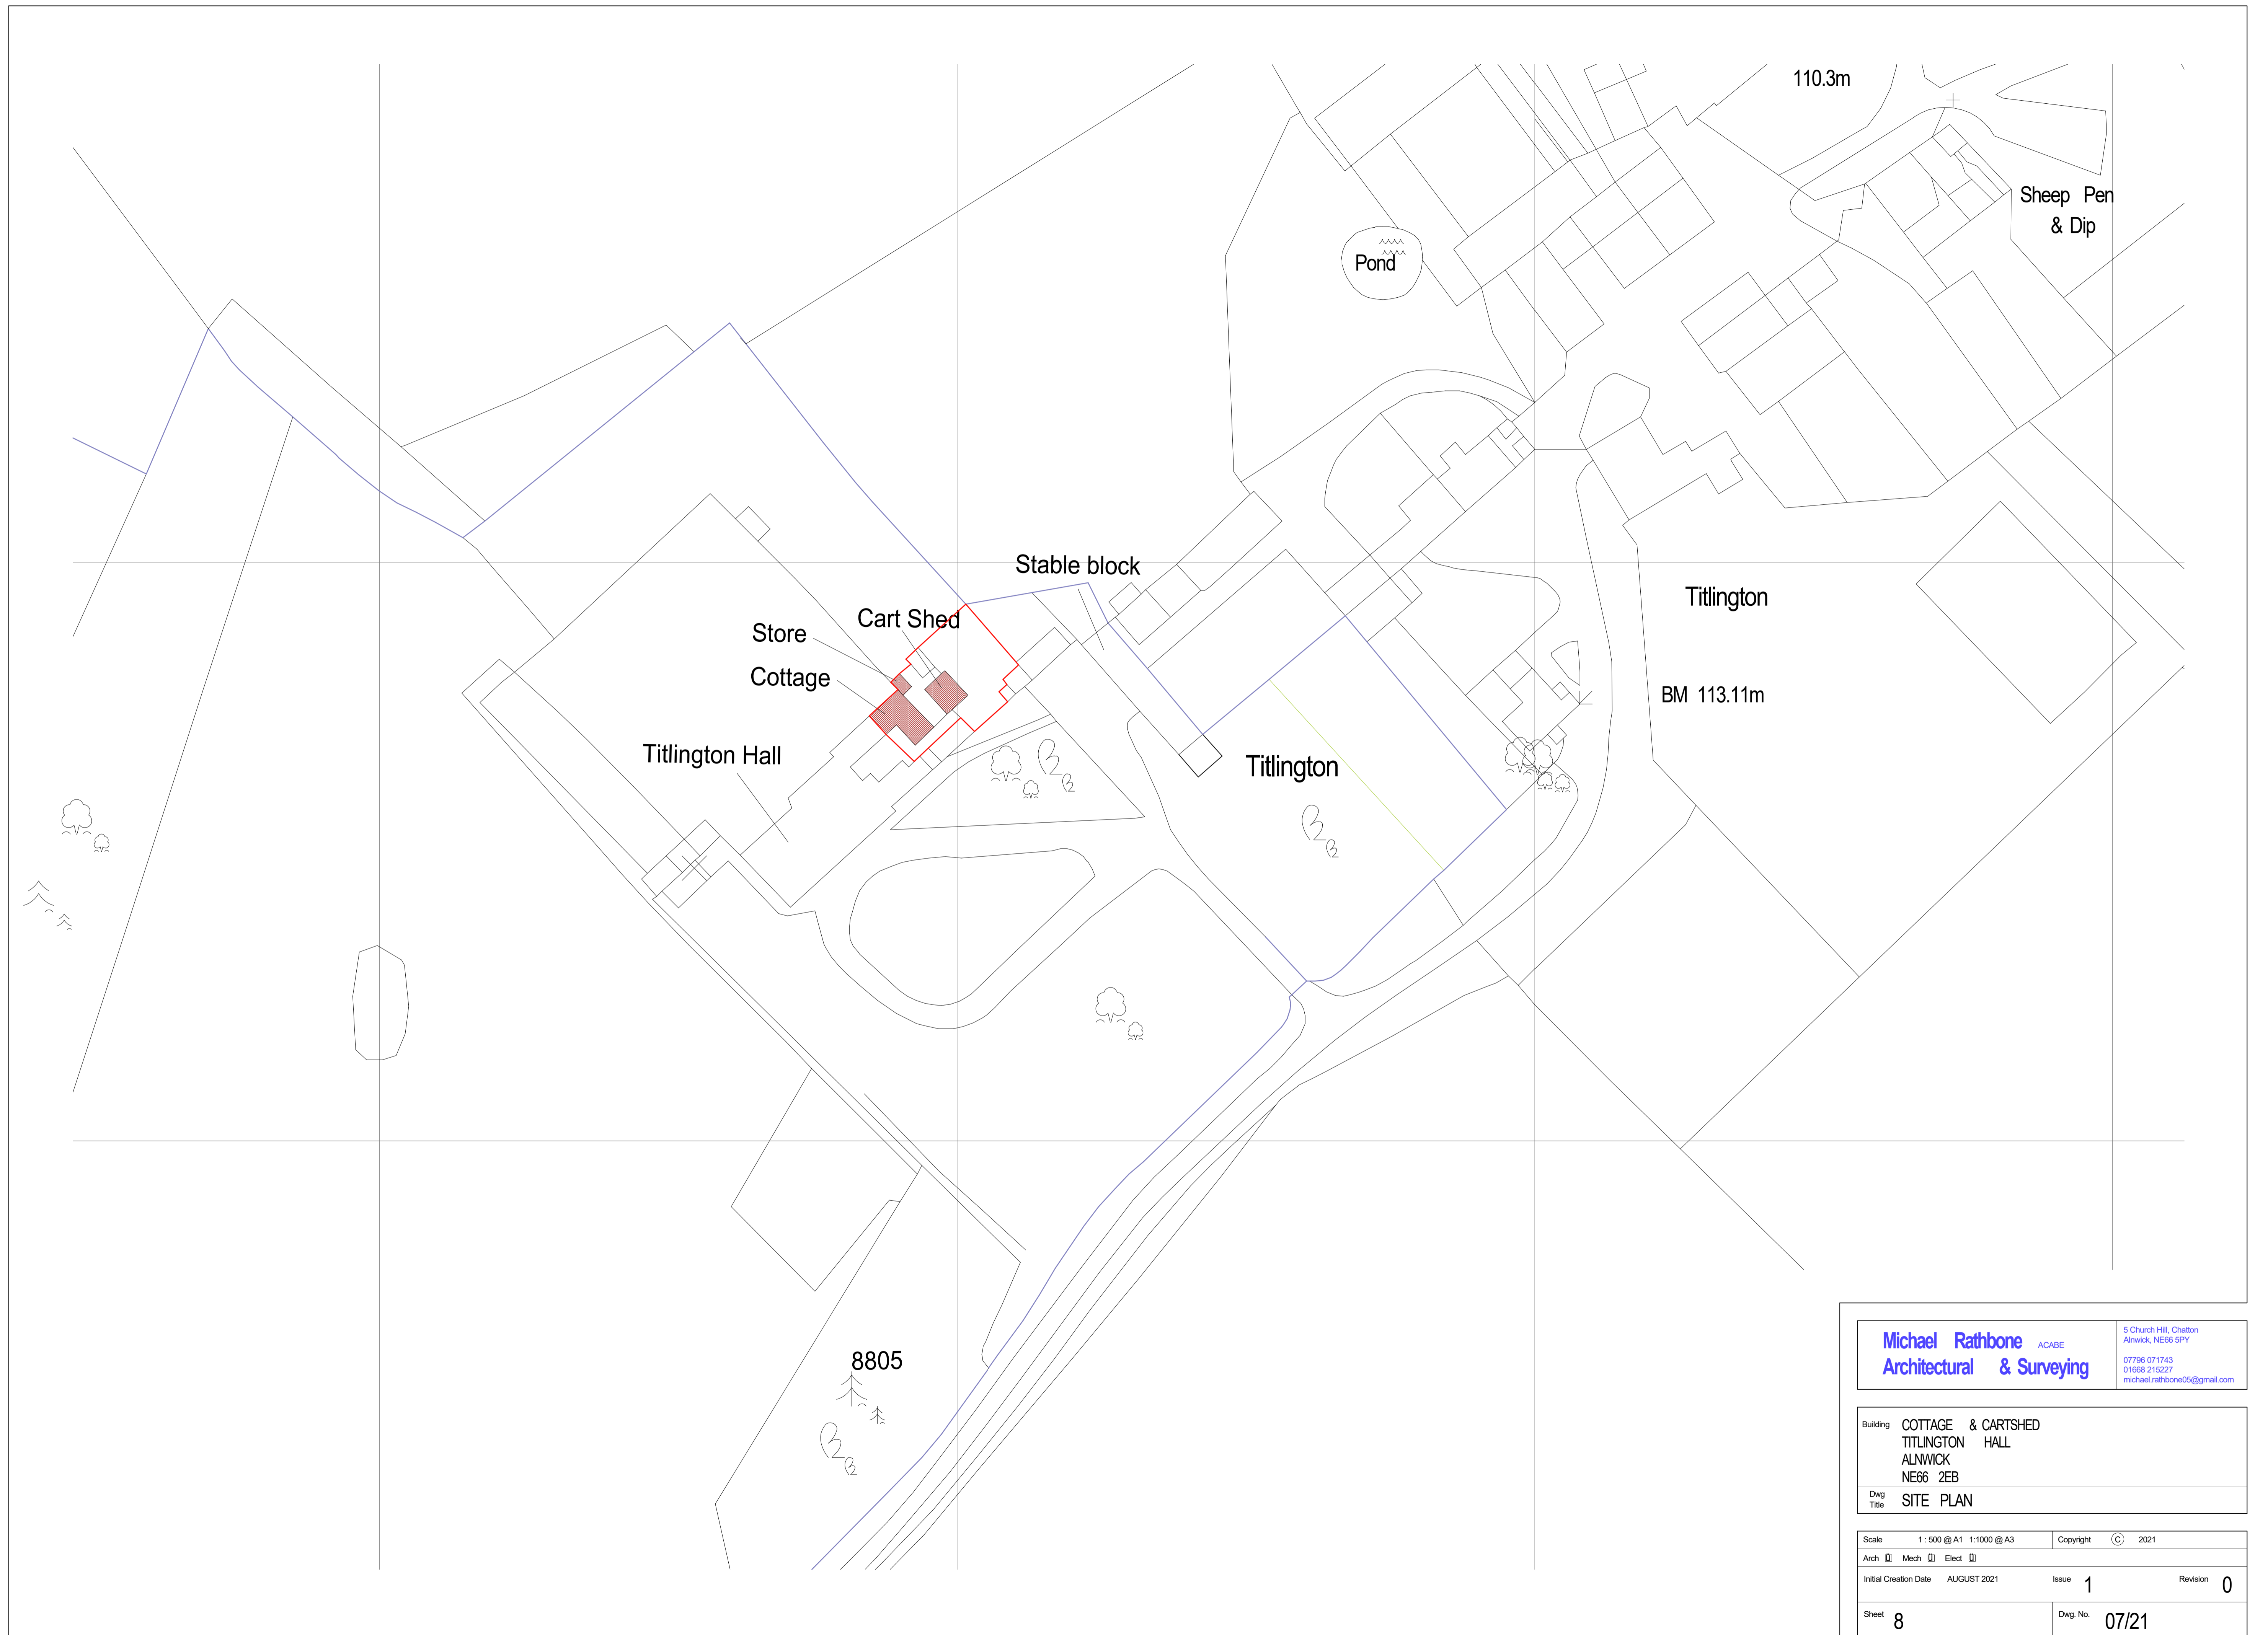 110.3m
Sheep Pen
& Dip
Pond
Stable block
Titlington
Cart Shed
Store
Cottage
BM 113.11m
Titlington Hall
Titlington
8805
Michael Rathbone ACABE
Architectural & Surveying
5 Church Hill, Chatton
Alnwick, NE66 5PY
07796 071743
01668 215227
michael.rathbone05@gmail.com
Building COTTAGE & CARTSHED
TITLINGTON HALL
ALNWICK
NE66 2EB
Dwg
Title SITE PLAN
Scale 1 : 500 @ A1 1:1000 @ A3 Copyright © 2021
Arch Mech Elect
Initial Creation Date AUGUST 2021 Issue 1 Revision 0
Sheet 8 Dwg. No. 07/21